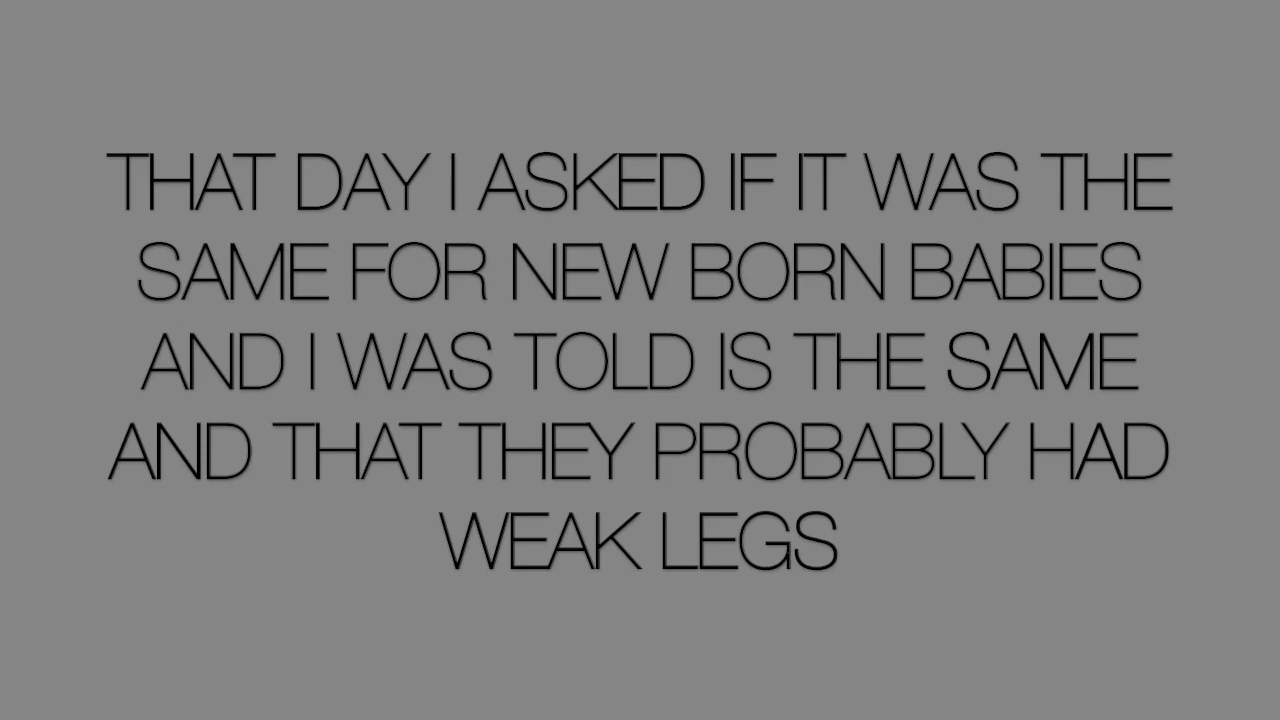 THAT DAY I ASKED IF IT WAS THE
SAME FOR NEW BORN BABIES
AND I WAS TOLD IS THE SAME
AND THAT THEY PROBABLY HAD
WEAK LEGS